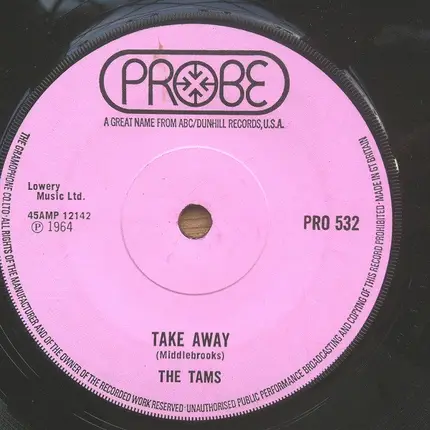 PROBE
A GREAT NAME FROM ABC/DUNHILL RECORDS, U.S.A.
Lowery
Music Ltd.
45AMP 12142
Ⓟ 1964
PRO 532
TAKE AWAY
(Middlebrooks)
THE TAMS
THE GRAMOPHONE CO. LTD · ALL RIGHTS OF THE MANUFACTURER AND OF THE OWNER OF THE RECORDED WORK RESERVED · UNAUTHORISED PUBLIC PERFORMANCE BROADCASTING AND COPYING OF THIS RECORD PROHIBITED · MADE IN GT BRITAIN